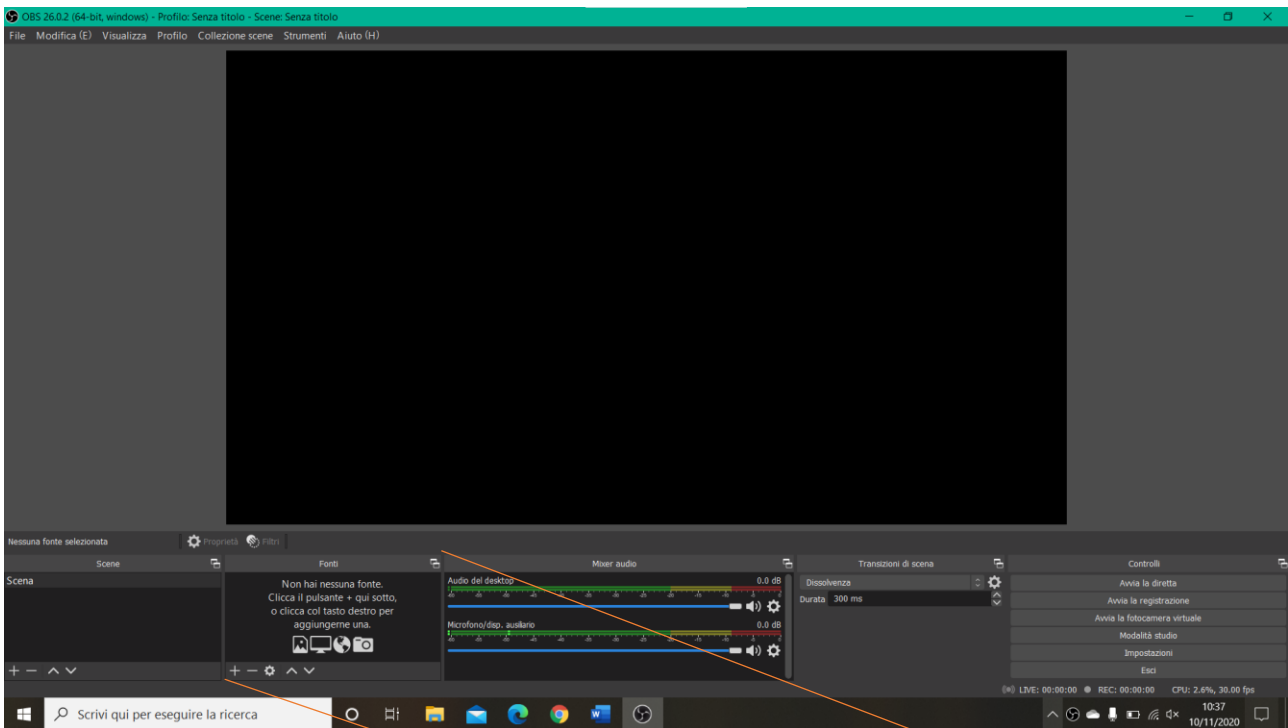 OBS 26.0.2 (64-bit, windows) - Profilo: Senza titolo - Scene: Senza titolo
File Modifica (E) Visualizza Profilo Collezione scene Strumenti Aiuto (H)
Nessuna fonte selezionata Proprietà Filtri
Scene Fonti Mixer audio Transizioni di scena Controlli
Scena
Non hai nessuna fonte.
Clicca il pulsante + qui sotto,
o clicca col tasto destro per
aggiungerne una.
Audio del desktop 0.0 dB
Microfono/disp. ausiliario 0.0 dB
Dissolvenza
Durata 300 ms
Avvia la diretta
Avvia la registrazione
Avvia la fotocamera virtuale
Modalità studio
Impostazioni
Esci
LIVE: 00:00:00 REC: 00:00:00 CPU: 2.6%, 30.00 fps
Scrivi qui per eseguire la ricerca
10:37
10/11/2020